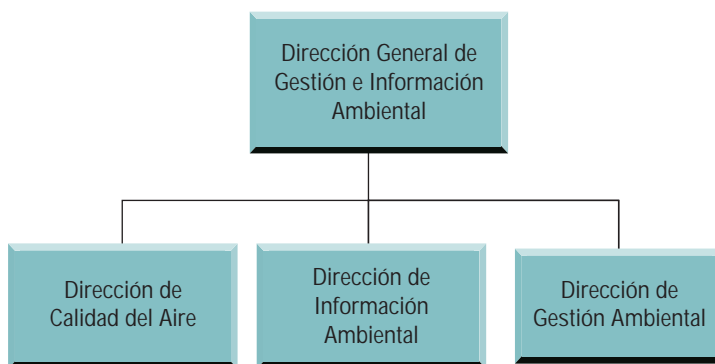 Dirección General de
Gestión e Información
Ambiental
Dirección de
Calidad del Aire
Dirección de
Información
Ambiental
Dirección de
Gestión Ambiental